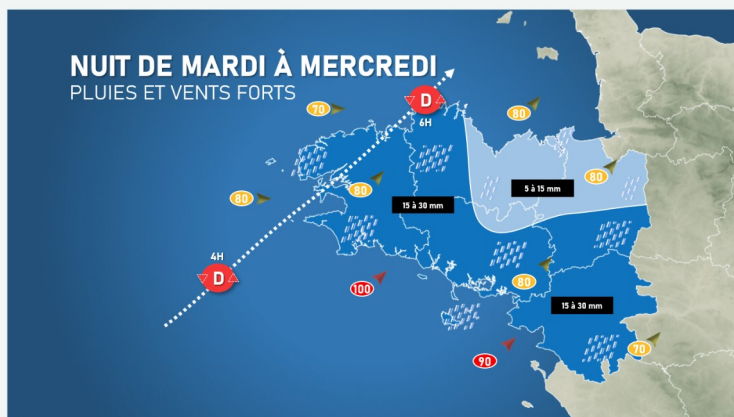 NUIT DE MARDI À MERCREDI
PLUIES ET VENTS FORTS
70
D
6H
80
80
80
5 à 15 mm
80
15 à 30 mm
4H
D
100
80
15 à 30 mm
70
90